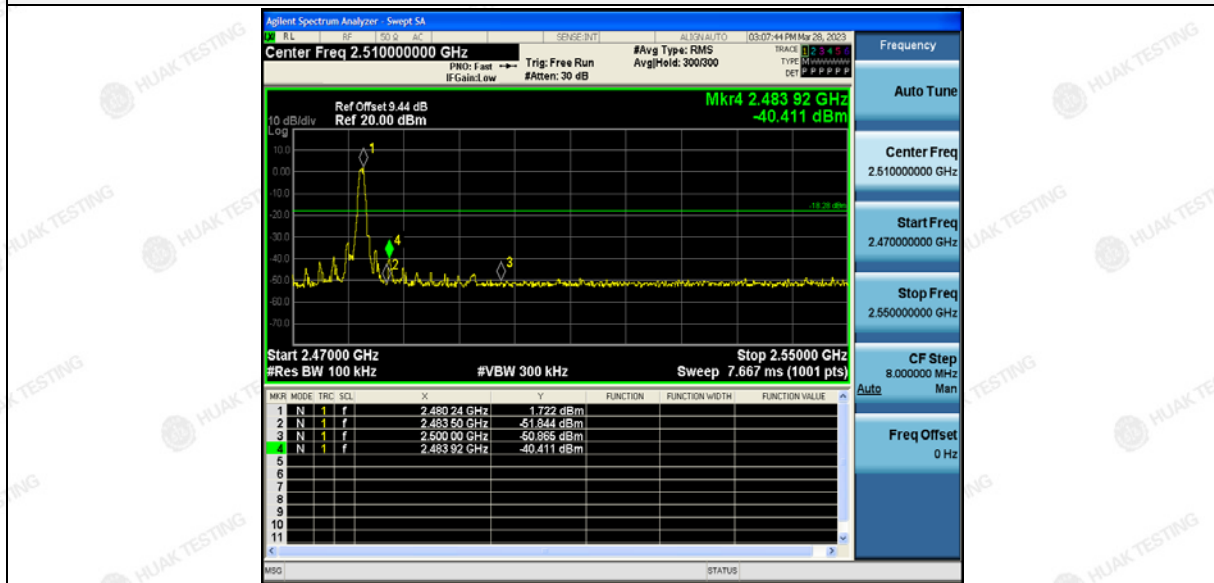 Agilent Spectrum Analyzer - Swept SA
RL RF 50 Ω AC SENSE:INT ALIGN AUTO 03:07:44 PM Mar 28, 2023
Center Freq 2.510000000 GHz
PNO: Fast
IFGain:Low
Trig: Free Run
#Atten: 30 dB
#Avg Type: RMS
Avg|Hold: 300/300
TRACE 1 2 3 4 5 6
TYPE M
DET P P P P P P
Frequency
Auto Tune
Center Freq
2.510000000 GHz
Start Freq
2.470000000 GHz
Stop Freq
2.550000000 GHz
CF Step
8.000000 MHz
Auto Man
Freq Offset
0 Hz
Mkr4 2.483 92 GHz
-40.411 dBm
Ref Offset 9.44 dB
10 dB/div Ref 20.00 dBm
Log
10.0
0.00
-10.0
-20.0
-30.0
-40.0
-50.0
-60.0
-70.0
-18.28 dBm
1
4
2
3
Start 2.47000 GHz Stop 2.55000 GHz
#Res BW 100 kHz #VBW 300 kHz Sweep 7.667 ms (1001 pts)
MKR MODE TRC SCL X Y FUNCTION FUNCTION WIDTH FUNCTION VALUE
1 N 1 f 2.480 24 GHz 1.722 dBm
2 N 1 f 2.483 50 GHz -51.844 dBm
3 N 1 f 2.500 00 GHz -50.865 dBm
4 N 1 f 2.483 92 GHz -40.411 dBm
5
6
7
8
9
10
11
MSG STATUS
HUAK TESTING
HUAK TESTING
HUAK TESTING
HUAK TESTING
HUAK TESTING
HUAK TESTING